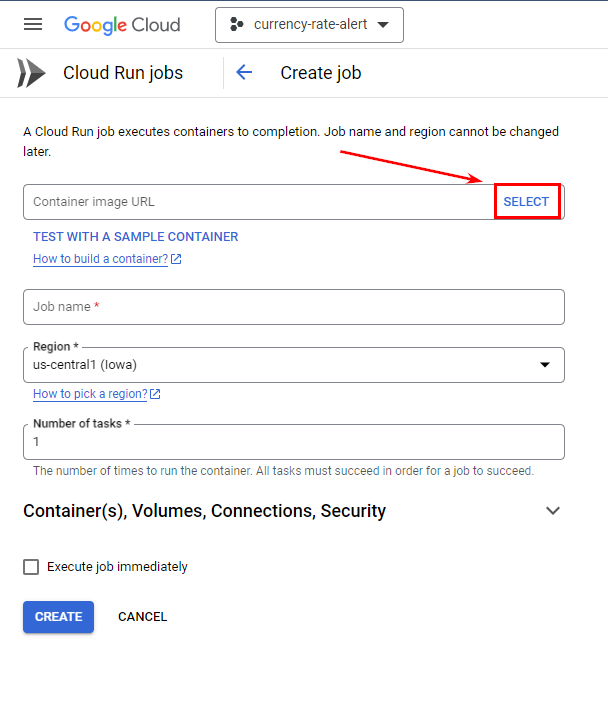 Google Cloud
currency-rate-alert
Cloud Run jobs
Create job
A Cloud Run job executes containers to completion. Job name and region cannot be changed
later.
Container image URL
SELECT
TEST WITH A SAMPLE CONTAINER
How to build a container?
Job name *
Region *
us-central1 (Iowa)
How to pick a region?
Number of tasks *
1
The number of times to run the container. All tasks must succeed in order for a job to succeed.
Container(s), Volumes, Connections, Security
Execute job immediately
CREATE
CANCEL